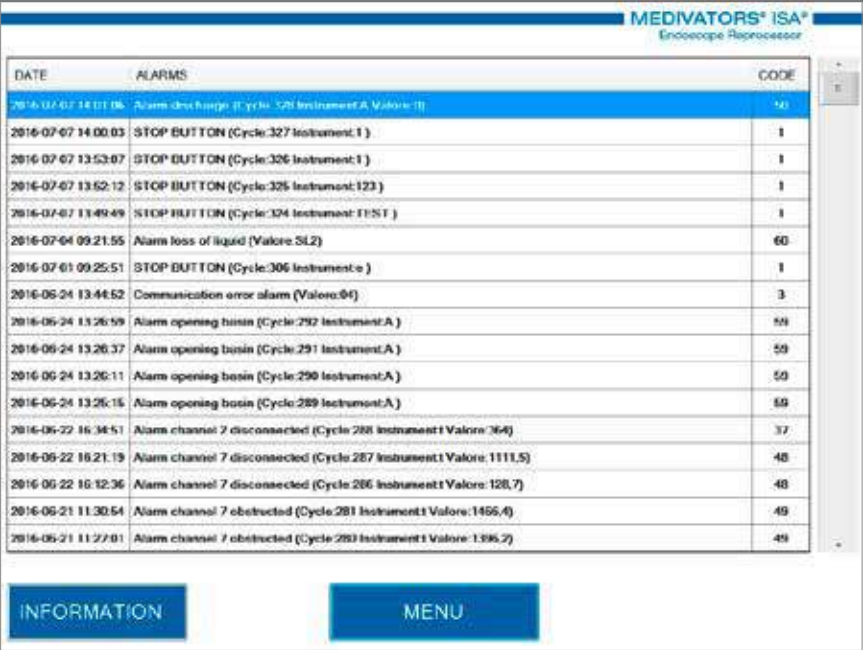 MEDIVATORS® ISA®
Endoscope Reprocessor
DATE ALARMS CODE
2016-07-07 14:01:06 Alarm discharge (Cycle:328 Instrument:A Valore:0) 50
2016-07-07 14:00:03 STOP BUTTON (Cycle:327 Instrument:1 ) 1
2016-07-07 13:53:07 STOP BUTTON (Cycle:326 Instrument:1 ) 1
2016-07-07 13:52:12 STOP BUTTON (Cycle:325 Instrument:123 ) 1
2016-07-07 13:49:49 STOP BUTTON (Cycle:324 Instrument:TEST ) 1
2016-07-04 09:21:55 Alarm loss of liquid (Valore:SL2) 60
2016-07-01 09:25:51 STOP BUTTON (Cycle:306 Instrument:e ) 1
2016-06-24 13:44:52 Communication error alarm (Valore:04) 3
2016-06-24 13:26:59 Alarm opening basin (Cycle:292 Instrument:A ) 59
2016-06-24 13:26:37 Alarm opening basin (Cycle:291 Instrument:A ) 59
2016-06-24 13:26:11 Alarm opening basin (Cycle:290 Instrument:A ) 59
2016-06-24 13:25:15 Alarm opening basin (Cycle:289 Instrument:A ) 59
2016-06-22 16:34:51 Alarm channel 2 disconnected (Cycle:288 Instrument:t Valore:364) 37
2016-06-22 16:21:19 Alarm channel 7 disconnected (Cycle:287 Instrument:t Valore:1111,5) 48
2016-06-22 16:12:36 Alarm channel 7 disconnected (Cycle:286 Instrument:t Valore:128,7) 48
2016-06-21 11:30:54 Alarm channel 7 obstructed (Cycle:281 Instrument:t Valore:1466,4) 49
2016-06-21 11:27:01 Alarm channel 7 obstructed (Cycle:280 Instrument:t Valore:1396,2) 49
INFORMATION MENU